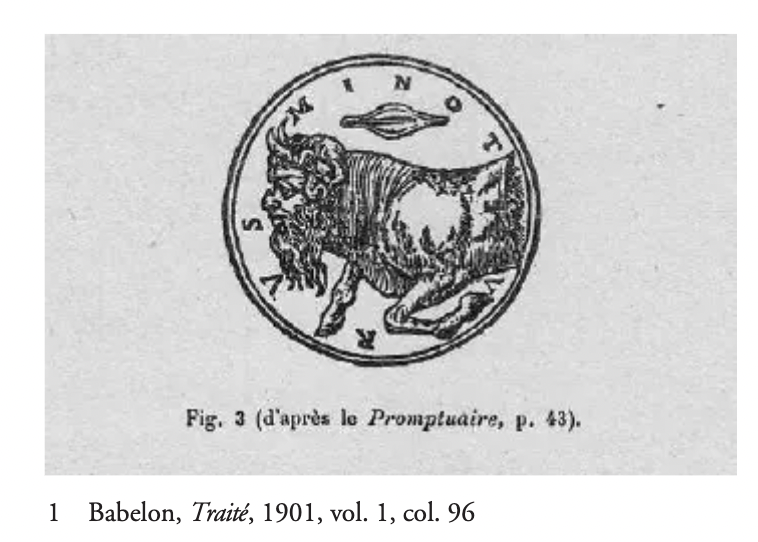 MINOTAVRVS
Fig. 3 (d'après le Promptuaire, p. 43).
1 Babelon, Traité, 1901, vol. 1, col. 96